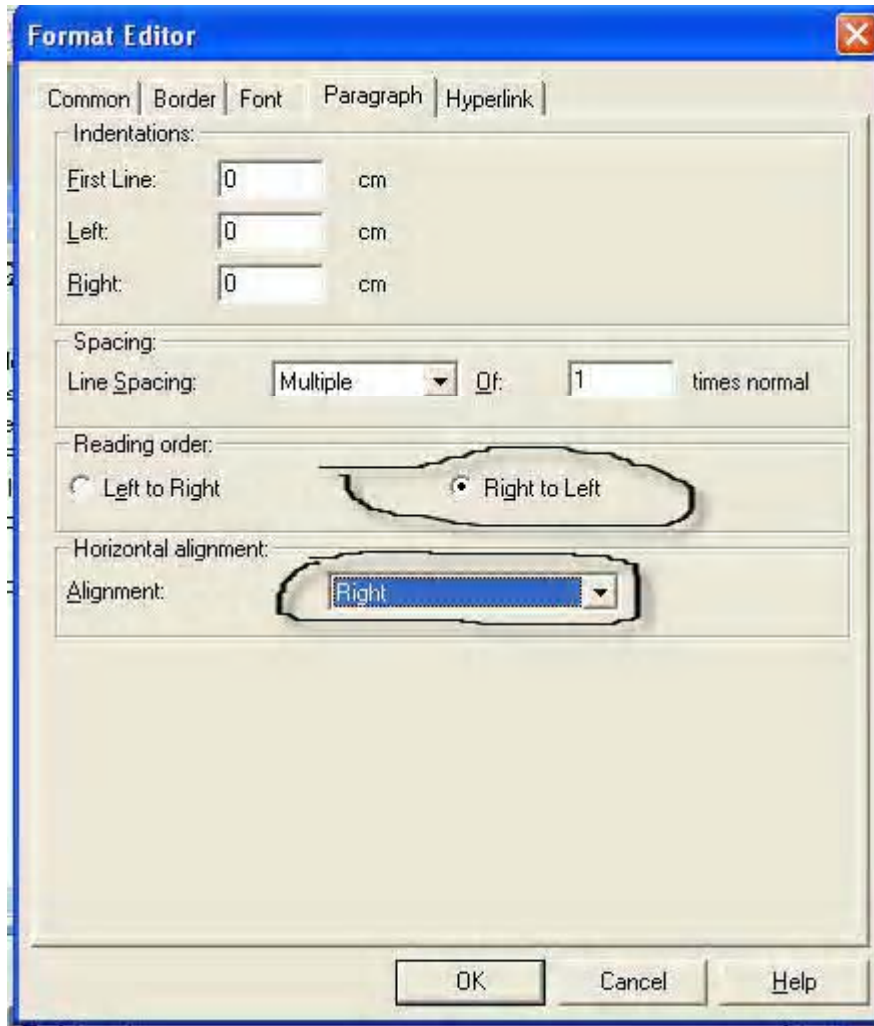 Format Editor
Common Border Font Paragraph Hyperlink
Indentations:
First Line: 0 cm
Left: 0 cm
Right: 0 cm
Spacing:
Line Spacing: Multiple Of: 1 times normal
Reading order:
Left to Right Right to Left
Horizontal alignment:
Alignment: Right
OK Cancel Help